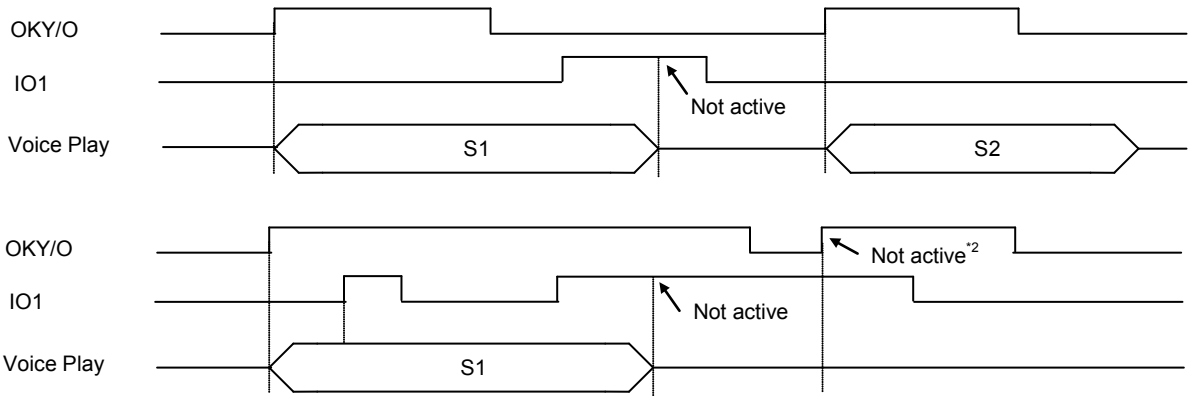 OKY/O
IO1
Not active
Voice Play
S1
S2
OKY/O
Not active*2
IO1
Not active
Voice Play
S1